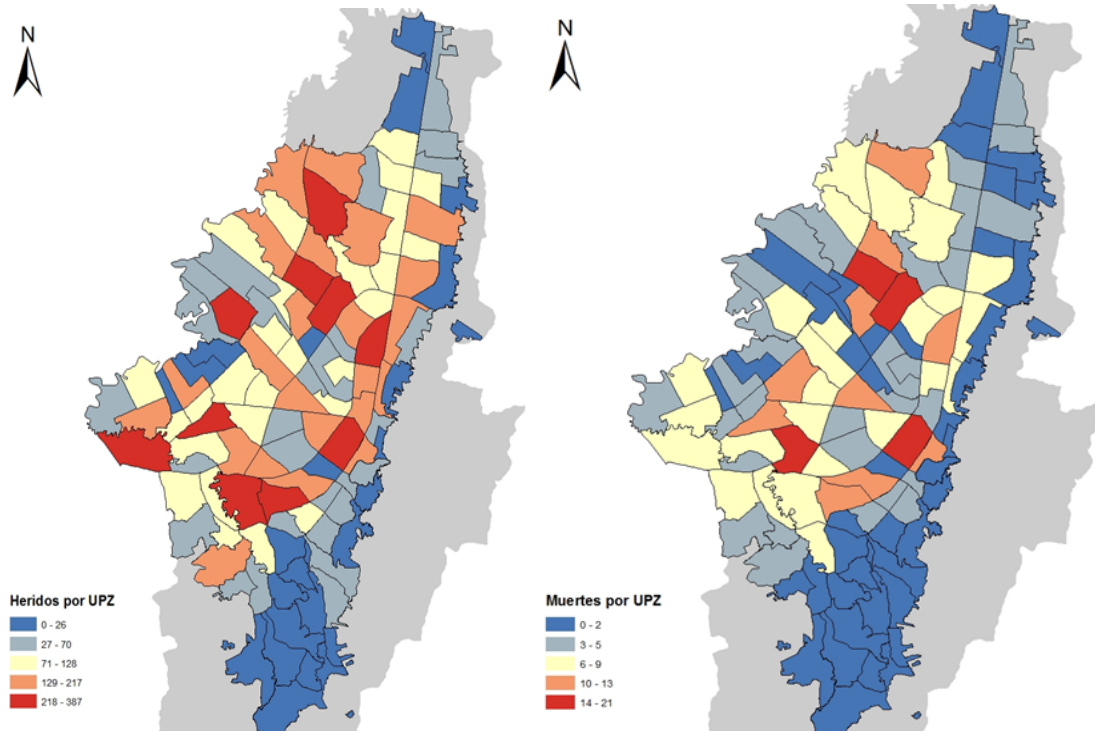 N
N
Heridos por UPZ
0 - 26
27 - 70
71 - 128
129 - 217
218 - 387
Muertes por UPZ
0 - 2
3 - 5
6 - 9
10 - 13
14 - 21